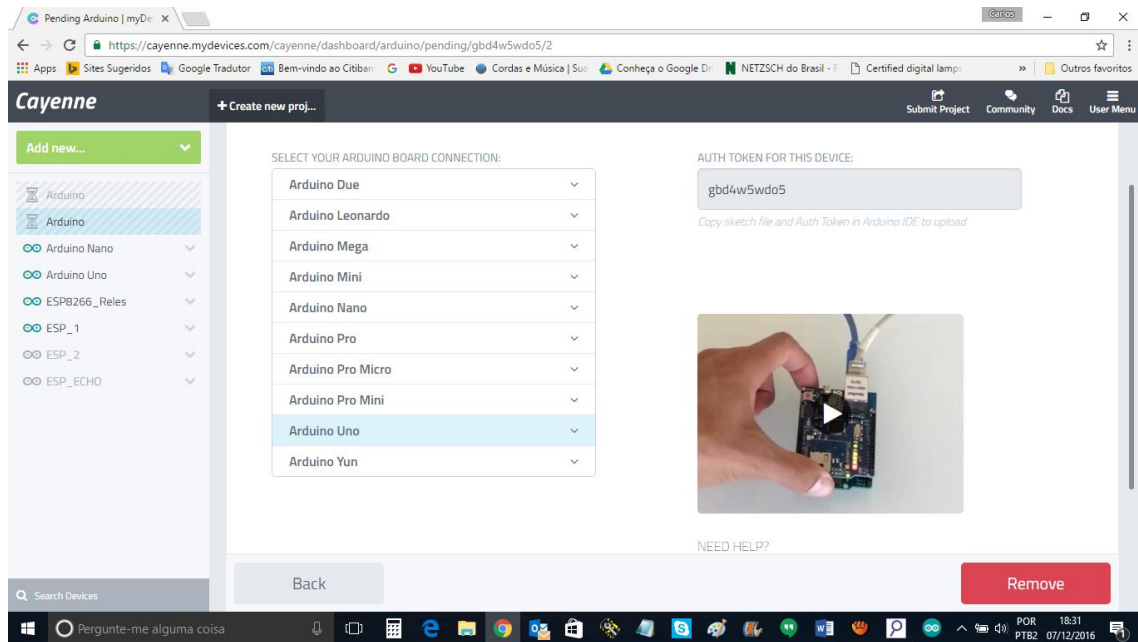 Pending Arduino | myDe
Carlos
https://cayenne.mydevices.com/cayenne/dashboard/arduino/pending/gbd4w5wdo5/2
Apps Sites Sugeridos Google Tradutor Bem-vindo ao Citiban YouTube Cordas e Música | Sua Conheça o Google Dr NETZSCH do Brasil - F Certified digital lamp: » Outros favoritos
Cayenne
+ Create new proj...
Submit Project Community Docs User Menu
Add new...
Arduino
Arduino
Arduino Nano
Arduino Uno
ESP8266_Reles
ESP_1
ESP_2
ESP_ECHO
Search Devices
SELECT YOUR ARDUINO BOARD CONNECTION:
Arduino Due
Arduino Leonardo
Arduino Mega
Arduino Mini
Arduino Nano
Arduino Pro
Arduino Pro Micro
Arduino Pro Mini
Arduino Uno
Arduino Yun
AUTH TOKEN FOR THIS DEVICE:
gbd4w5wdo5
Copy sketch file and Auth Token in Arduino IDE to upload
NEED HELP?
Back
Remove
Pergunte-me alguma coisa
POR 18:31
PTB2 07/12/2016